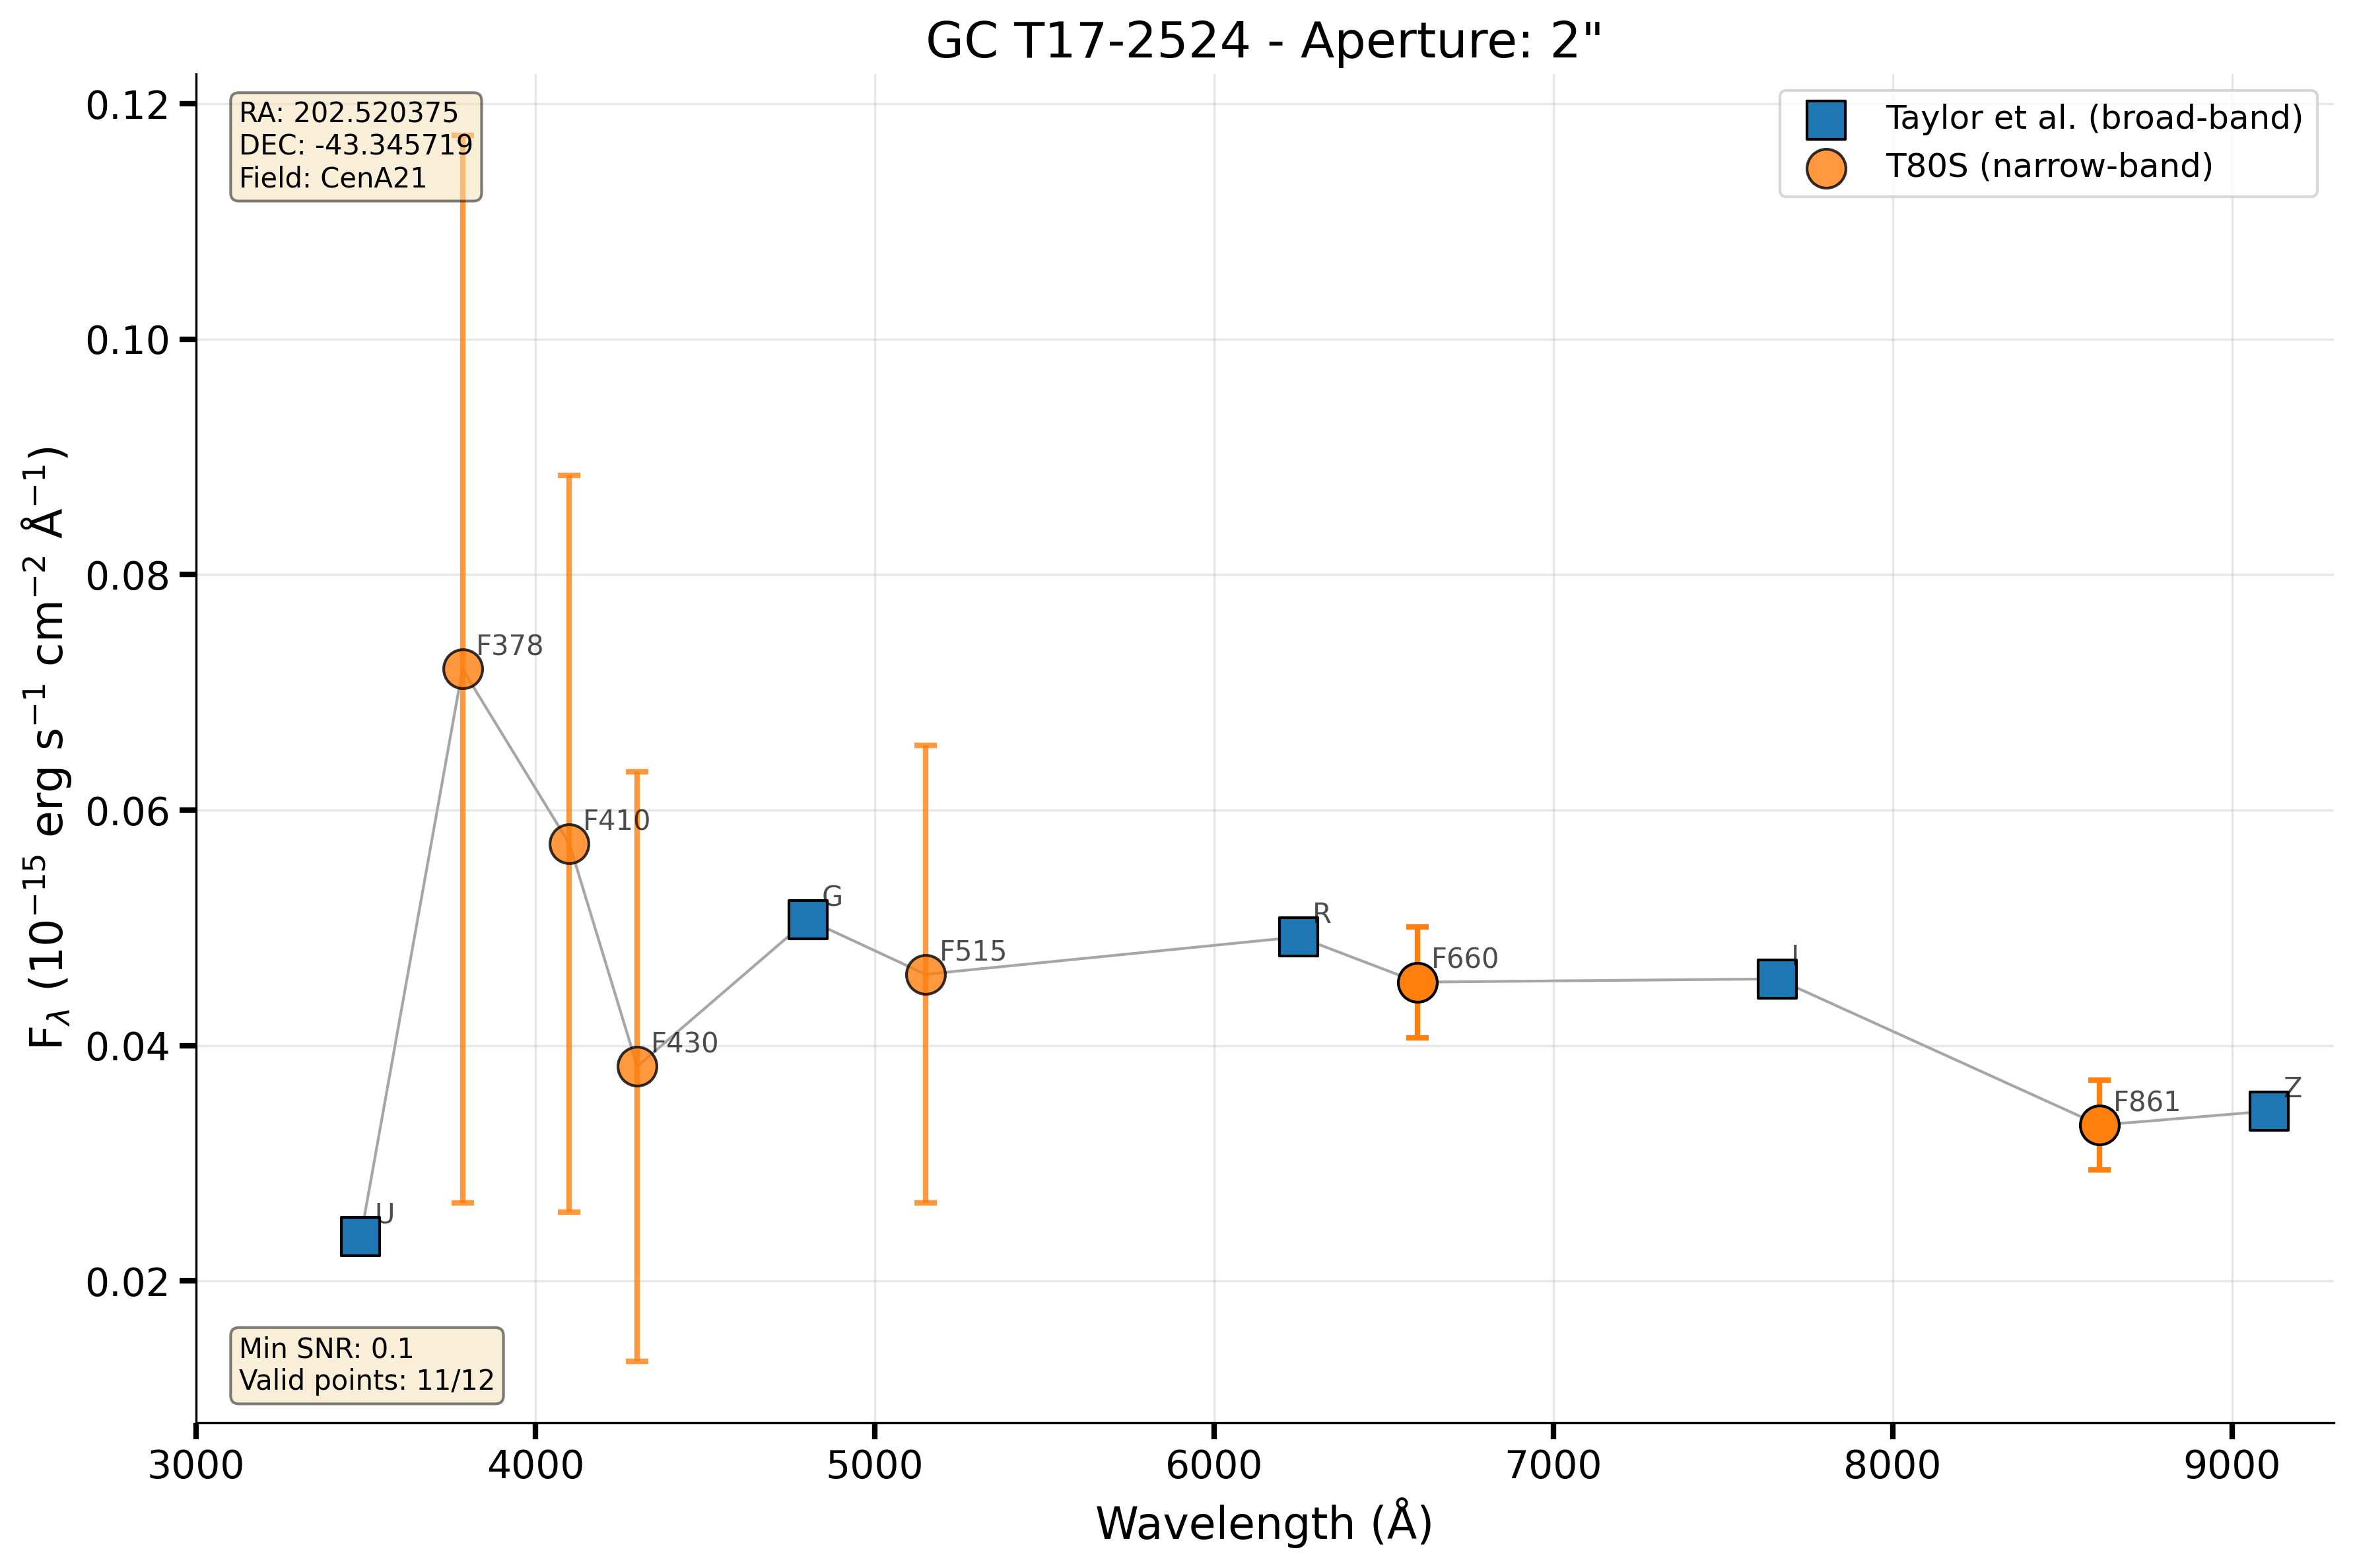 GC T17-2524 - Aperture: 2"
RA: 202.520375
DEC: -43.345719
Field: CenA21
Taylor et al. (broad-band)
T80S (narrow-band)
0.12
0.10
0.08
0.06
0.04
0.02
F$_{λ}$ (10$^{−15}$ erg s$^{−1}$ cm$^{−2}$ Å$^{−1}$)
F378
F410
G
R
F515
I
F660
F430
Z
F861
U
Min SNR: 0.1
Valid points: 11/12
3000 4000 5000 6000 7000 8000 9000
Wavelength (Å)